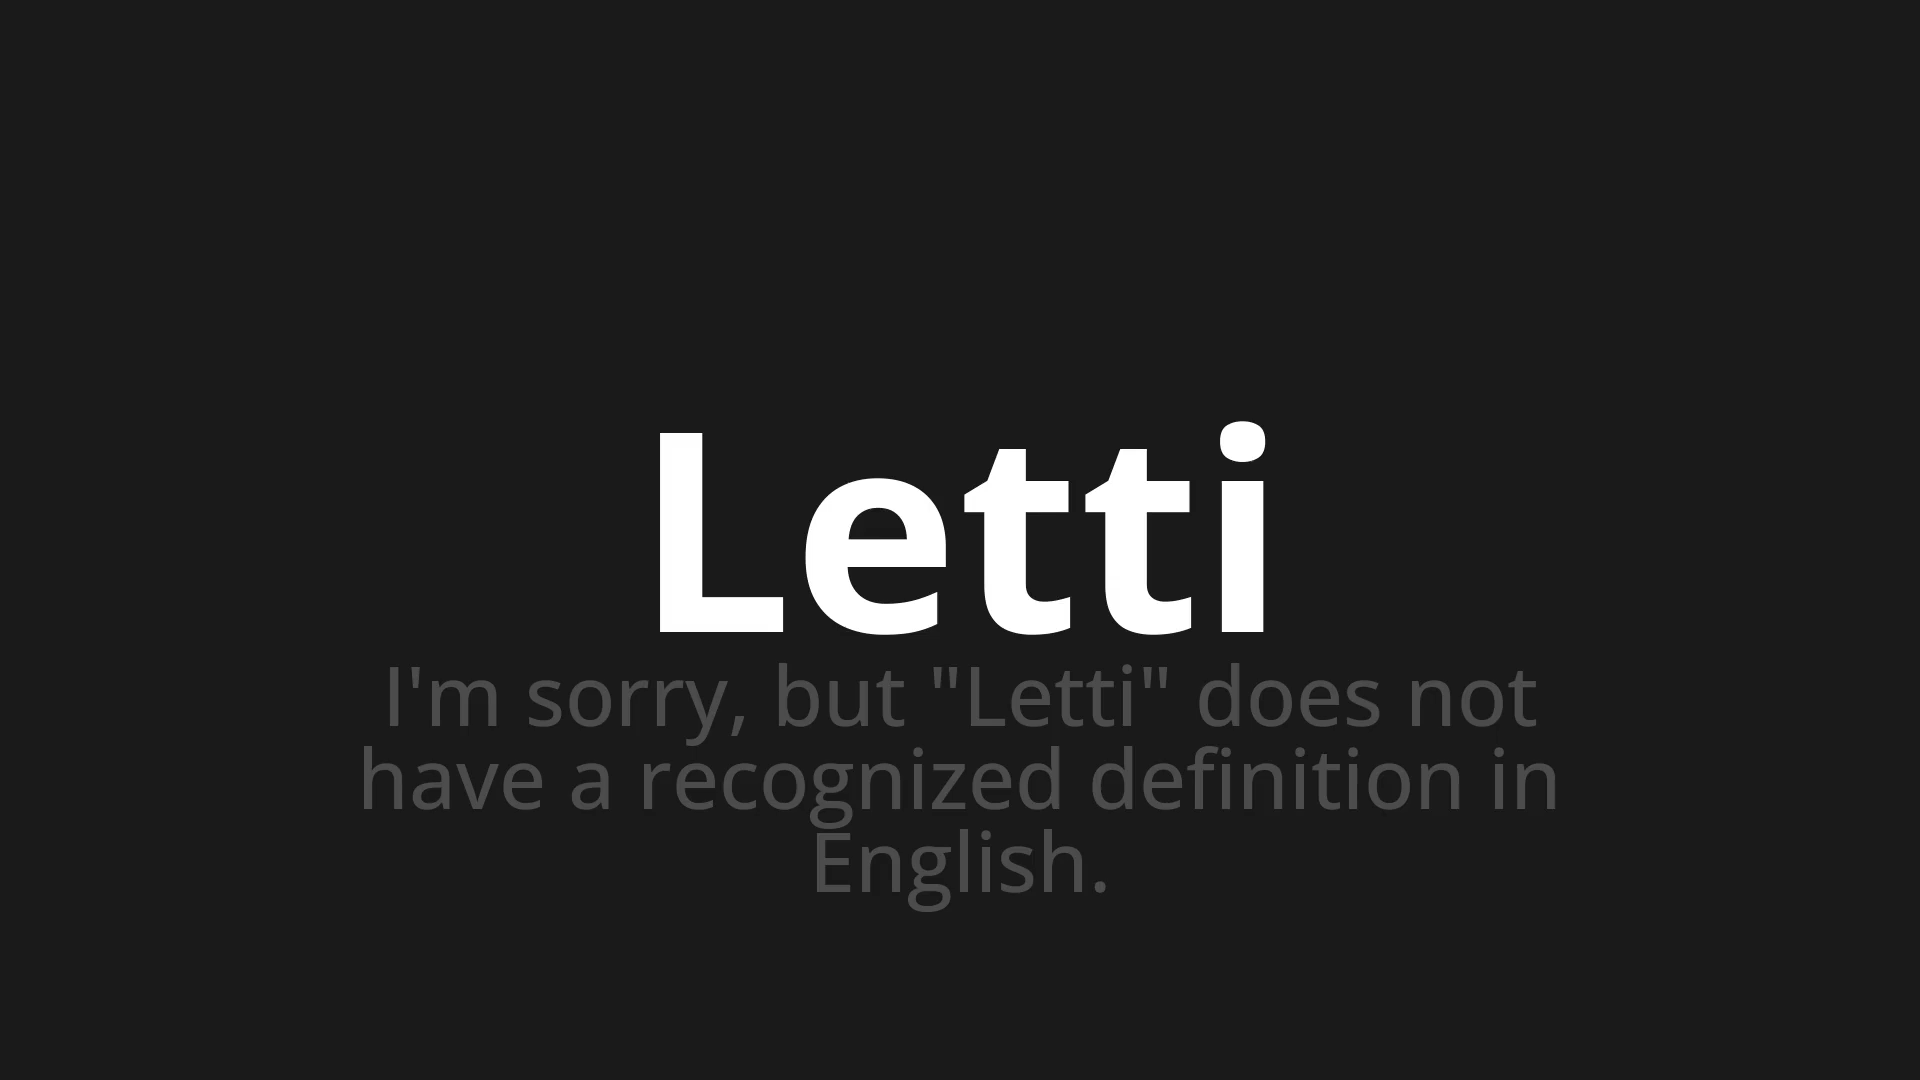 Letti
I'm sorry, but "Letti" does not
have a recognized definition in
English.